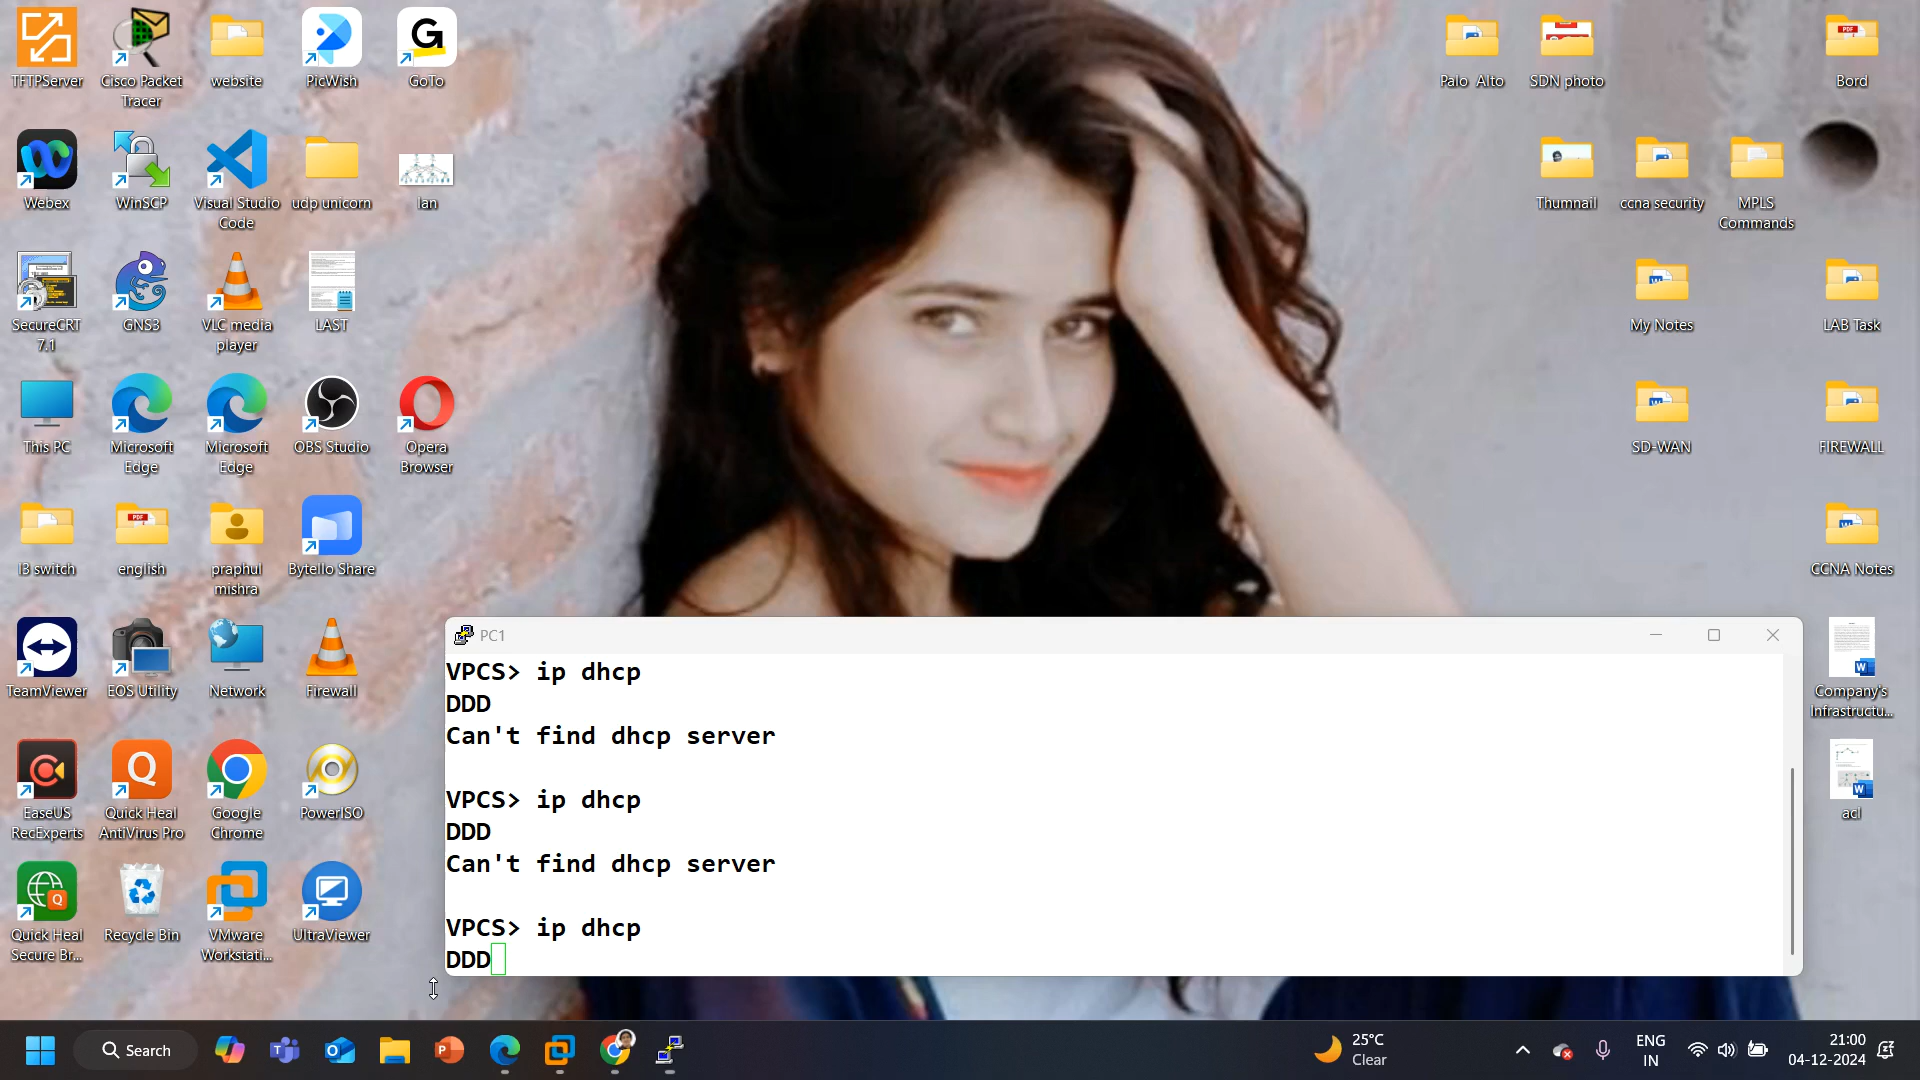 TFTPServer
Cisco Packet
Tracer
website
PicWish
G
GoTo
Palo Alto
SDN photo
PDF
Bord
Webex
WinSCP
Visual Studio
Code
udp unicorn
lan
Thumnail
ccna security
MPLS
Commands
SecureCRT
7.1
GNS3
VLC media
player
LAST
My Notes
LAB Task
This PC
Microsoft
Edge
Microsoft
Edge
OBS Studio
Opera
Browser
SD-WAN
FIREWALL
l3 switch
PDF
english
praphul
mishra
Bytello Share
CCNA Notes
TeamViewer
EOS Utility
Network
Firewall
Company's
Infrastructu...
EaseUS
RecExperts
Quick Heal
AntiVirus Pro
Google
Chrome
PowerISO
acl
Quick Heal
Secure Br...
Recycle Bin
VMware
Workstati...
UltraViewer
PC1
VPCS> ip dhcp
DDD
Can't find dhcp server
VPCS> ip dhcp
DDD
Can't find dhcp server
VPCS> ip dhcp
DDD
Search
25°C
Clear
ENG
IN
21:00
04-12-2024